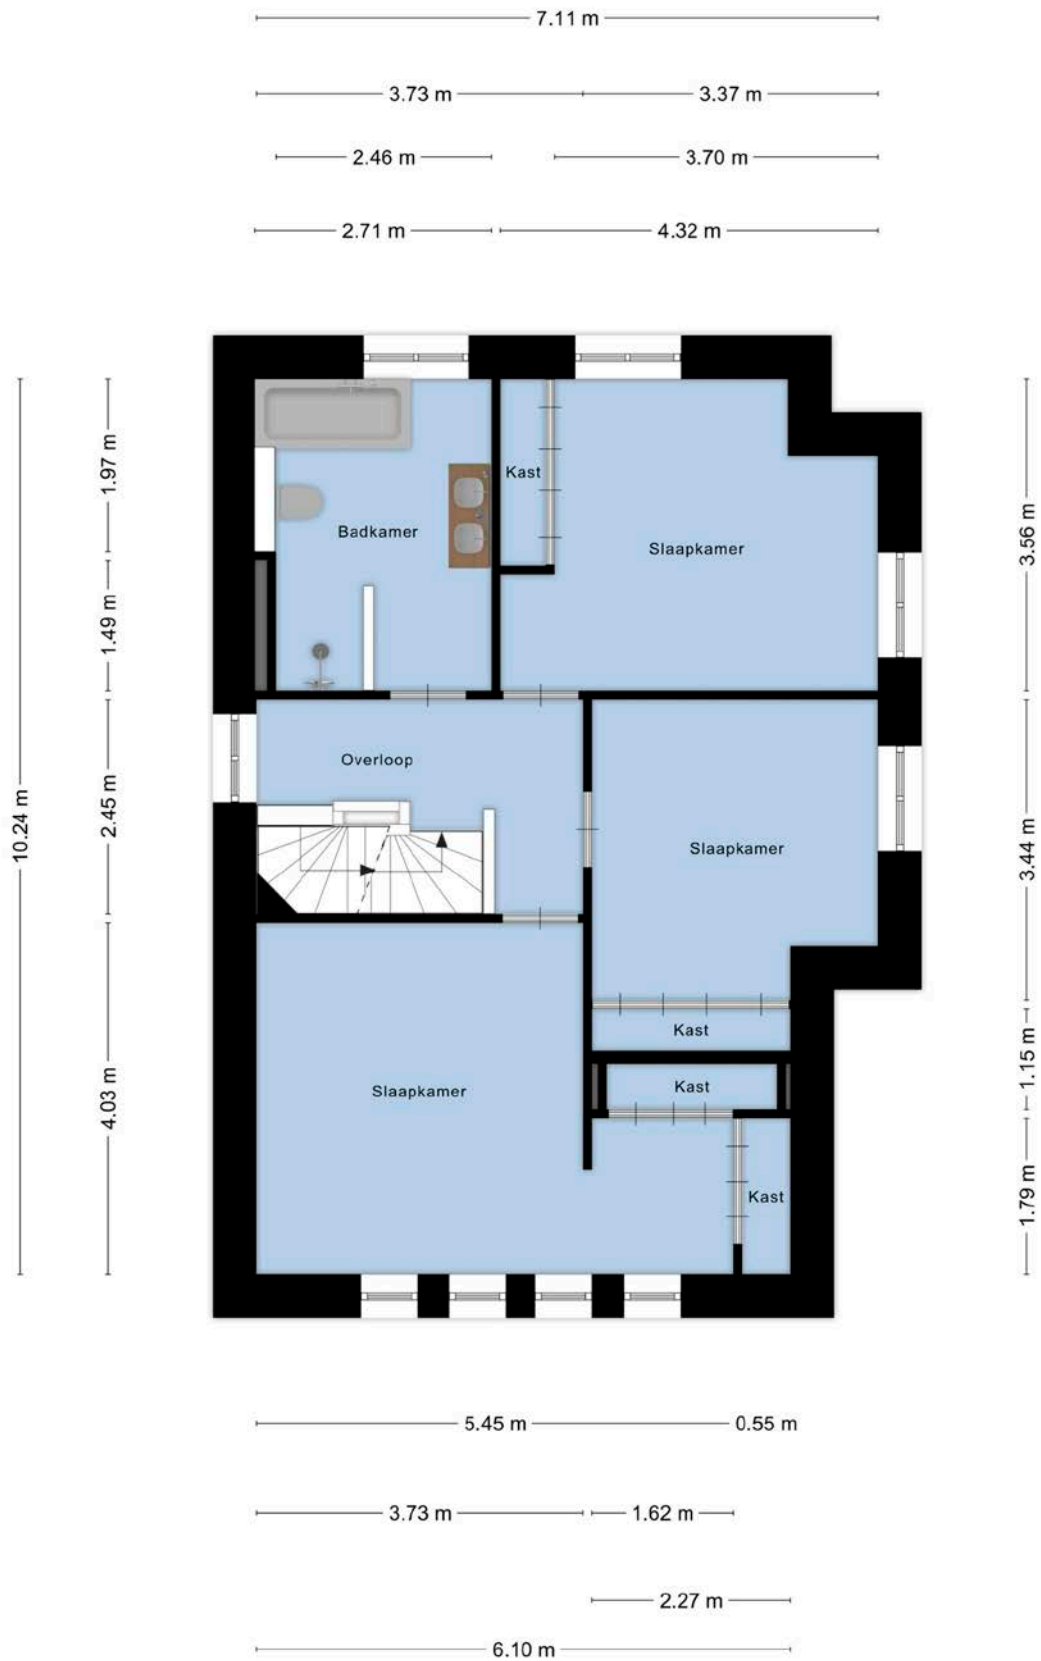 7.11 m
3.73 m
3.37 m
2.46 m
3.70 m
2.71 m
4.32 m
10.24 m
1.97 m
1.49 m
2.45 m
4.03 m
Kast
Badkamer
Slaapkamer
Overloop
Slaapkamer
Kast
Kast
Slaapkamer
Kast
3.56 m
3.44 m
1.15 m
1.79 m
5.45 m
0.55 m
3.73 m
1.62 m
2.27 m
6.10 m